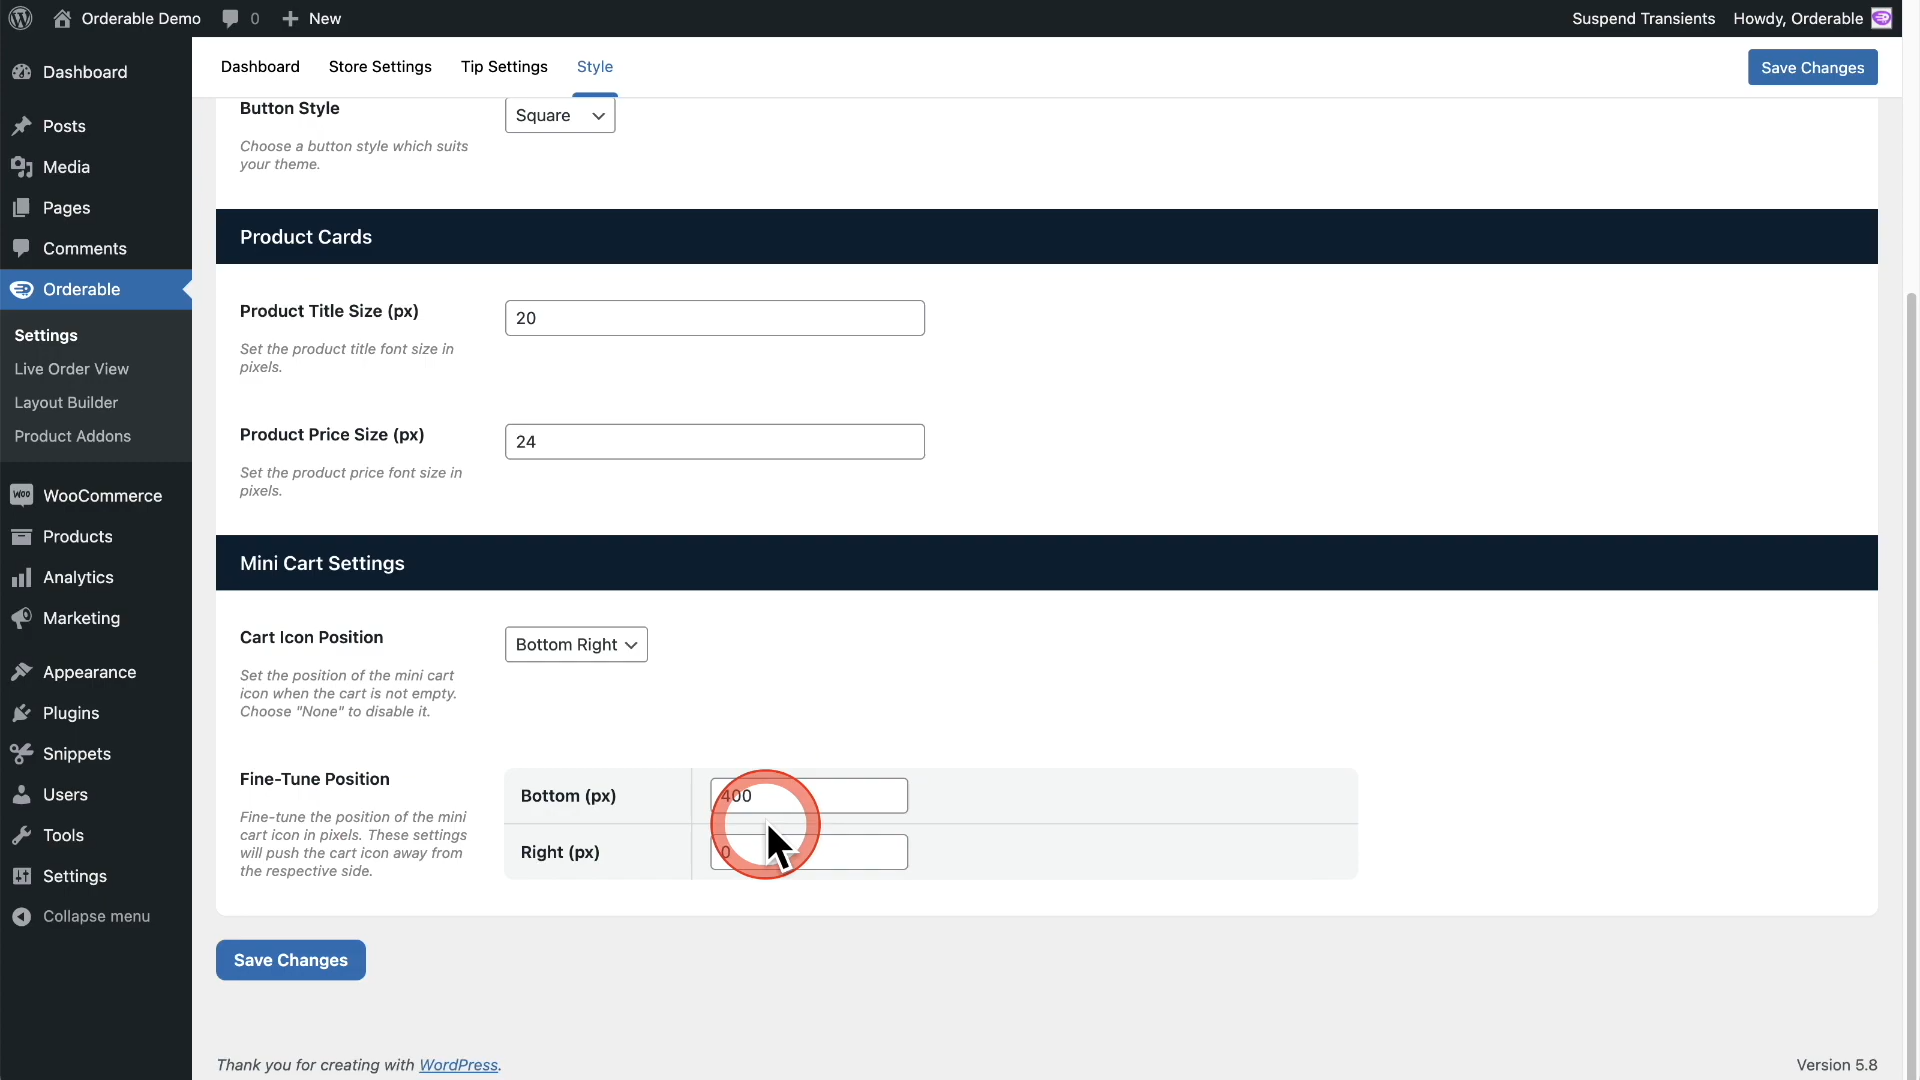 Orderable Demo
0
New
Suspend Transients
Howdy, Orderable
Dashboard
Posts
Media
Pages
Comments
Orderable
Settings
Live Order View
Layout Builder
Product Addons
Woo
WooCommerce
Products
Analytics
Marketing
Appearance
Plugins
Snippets
Users
Tools
Settings
Collapse menu
Dashboard
Store Settings
Tip Settings
Style
Save Changes
Button Style
Choose a button style which suits
your theme.
Square
Product Cards
Product Title Size (px)
Set the product title font size in
pixels.
20
Product Price Size (px)
Set the product price font size in
pixels.
24
Mini Cart Settings
Cart Icon Position
Set the position of the mini cart
icon when the cart is not empty.
Choose "None" to disable it.
Bottom Right
Fine-Tune Position
Fine-tune the position of the mini
cart icon in pixels. These settings
will push the cart icon away from
the respective side.
Bottom (px)
400
Right (px)
0
Save Changes
Thank you for creating with WordPress.
Version 5.8